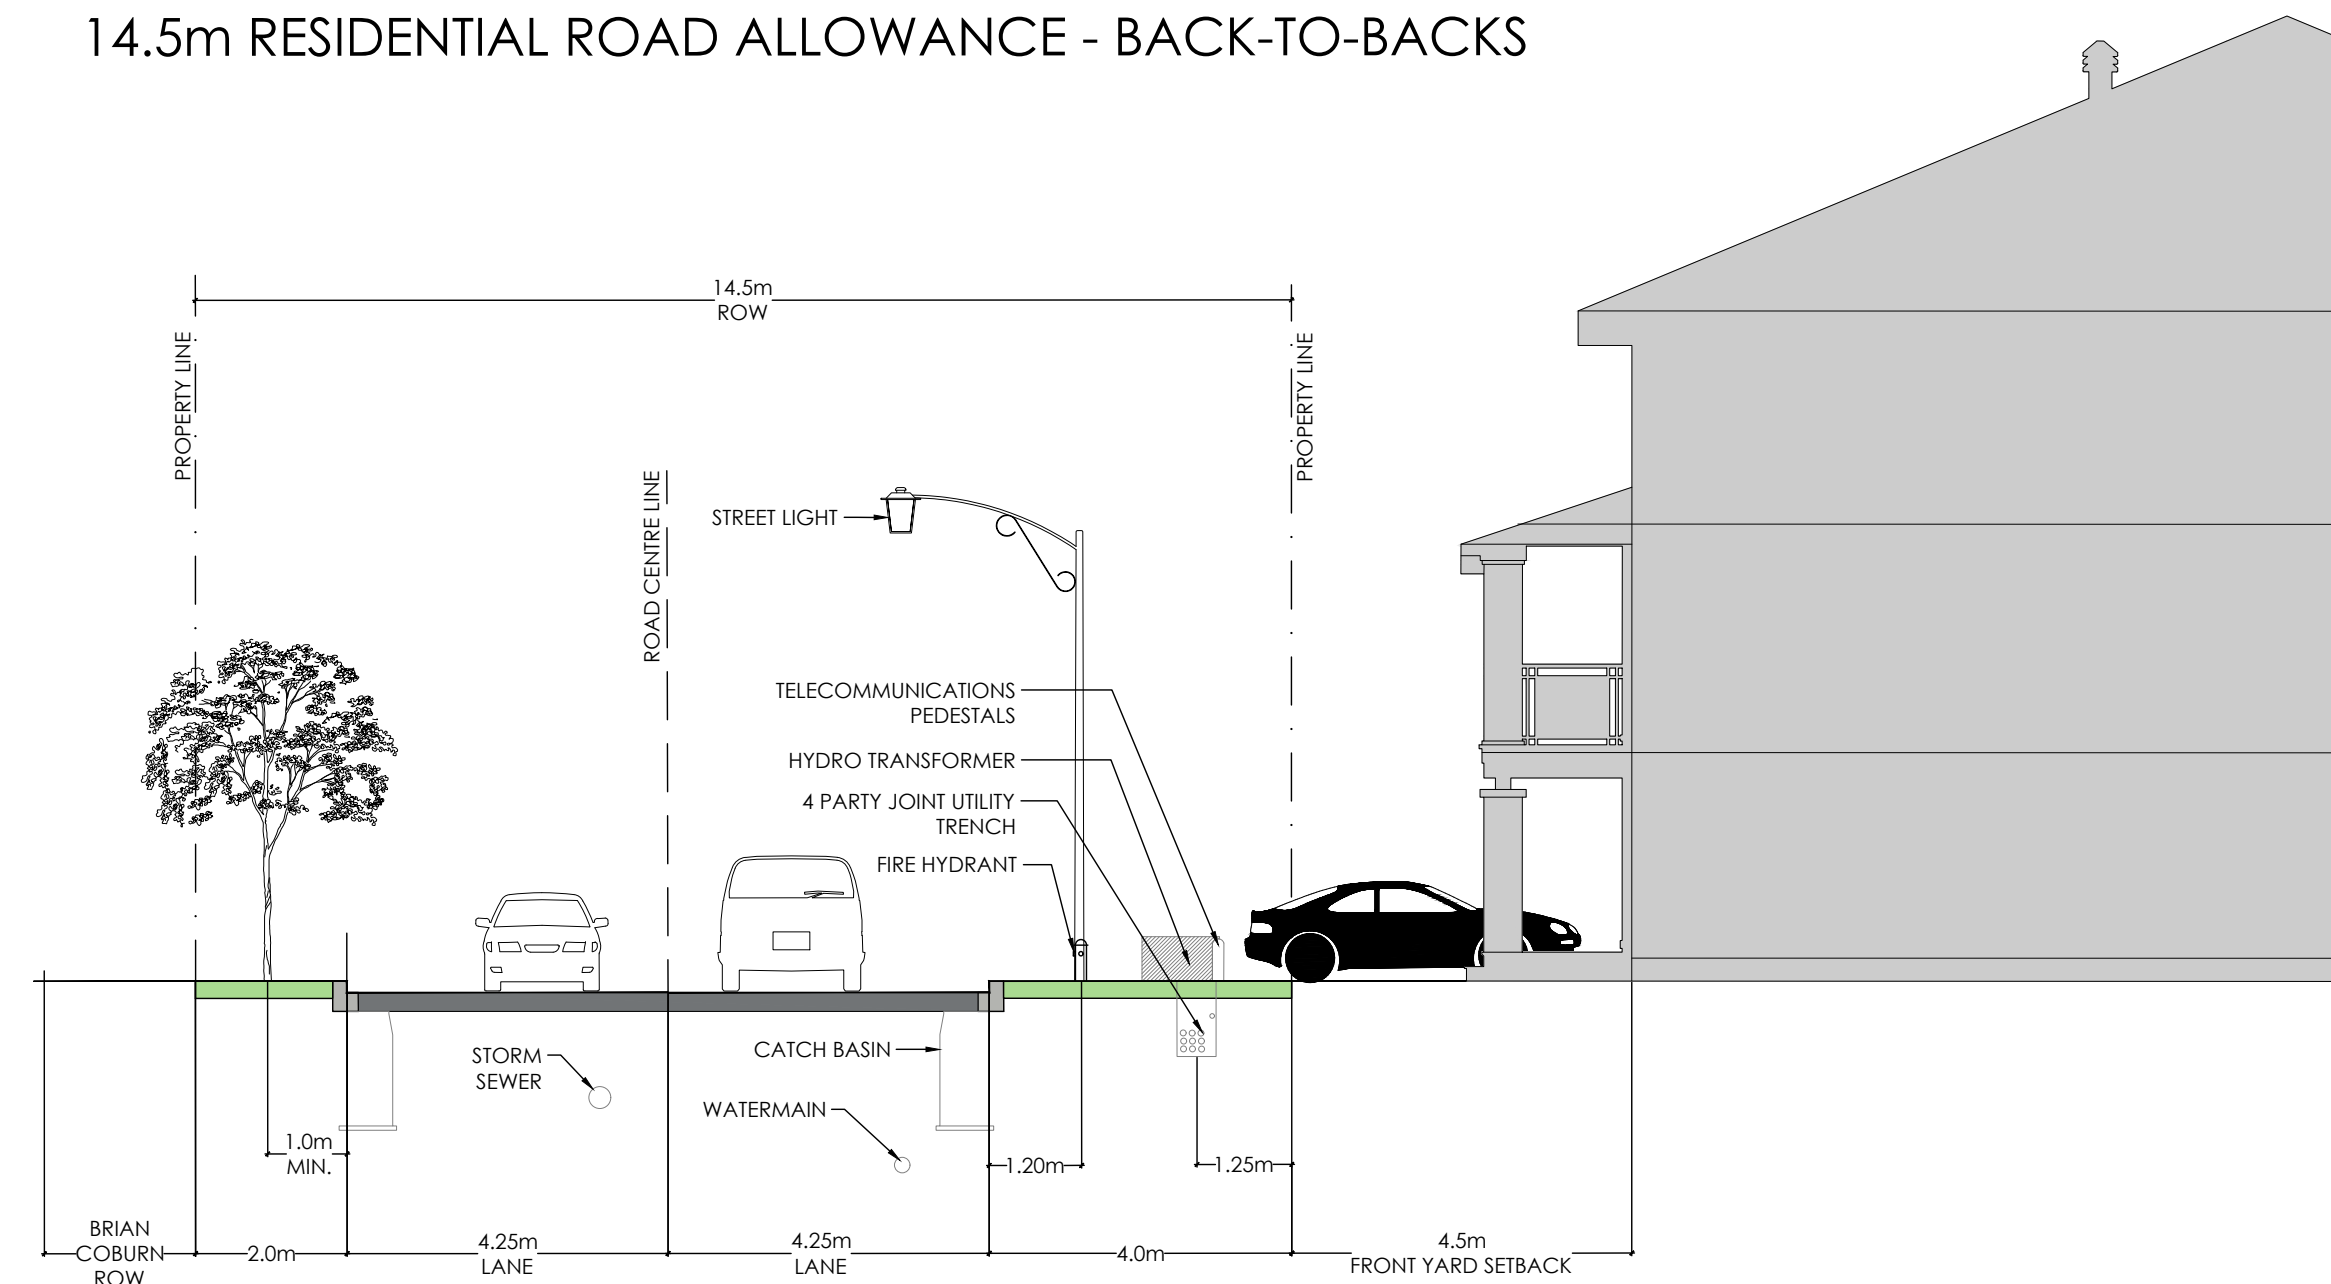 14.5m RESIDENTIAL ROAD ALLOWANCE - BACK-TO-BACKS
14.5m
ROW
PROPERTY LINE
PROPERTY LINE
ROAD CENTRE LINE
STREET LIGHT
TELECOMMUNICATIONS
PEDESTALS
HYDRO TRANSFORMER
4 PARTY JOINT UTILITY
TRENCH
FIRE HYDRANT
STORM
SEWER
CATCH BASIN
WATERMAIN
1.0m
MIN.
1.20m
1.25m
BRIAN
COBURN
ROW
2.0m
4.25m
LANE
4.25m
LANE
4.0m
4.5m
FRONT YARD SETBACK